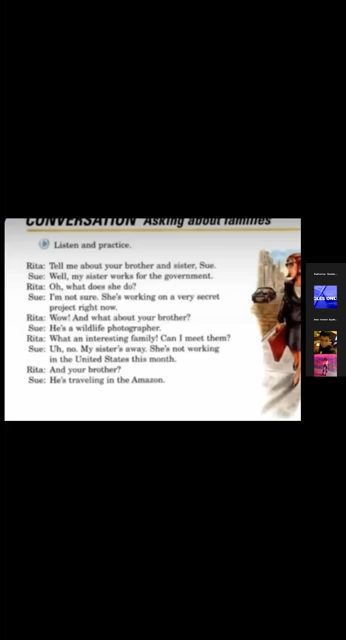 CONVERSATION Asking about families
Listen and practice.
Rita: Tell me about your brother and sister, Sue.
Sue: Well, my sister works for the government.
Rita: Oh, what does she do?
Sue: I'm not sure. She's working on a very secret
project right now.
Rita: Wow! And what about your brother?
Sue: He's a wildlife photographer.
Rita: What an interesting family! Can I meet them?
Sue: Uh, no. My sister's away. She's not working
in the United States this month.
Rita: And your brother?
Sue: He's traveling in the Amazon.